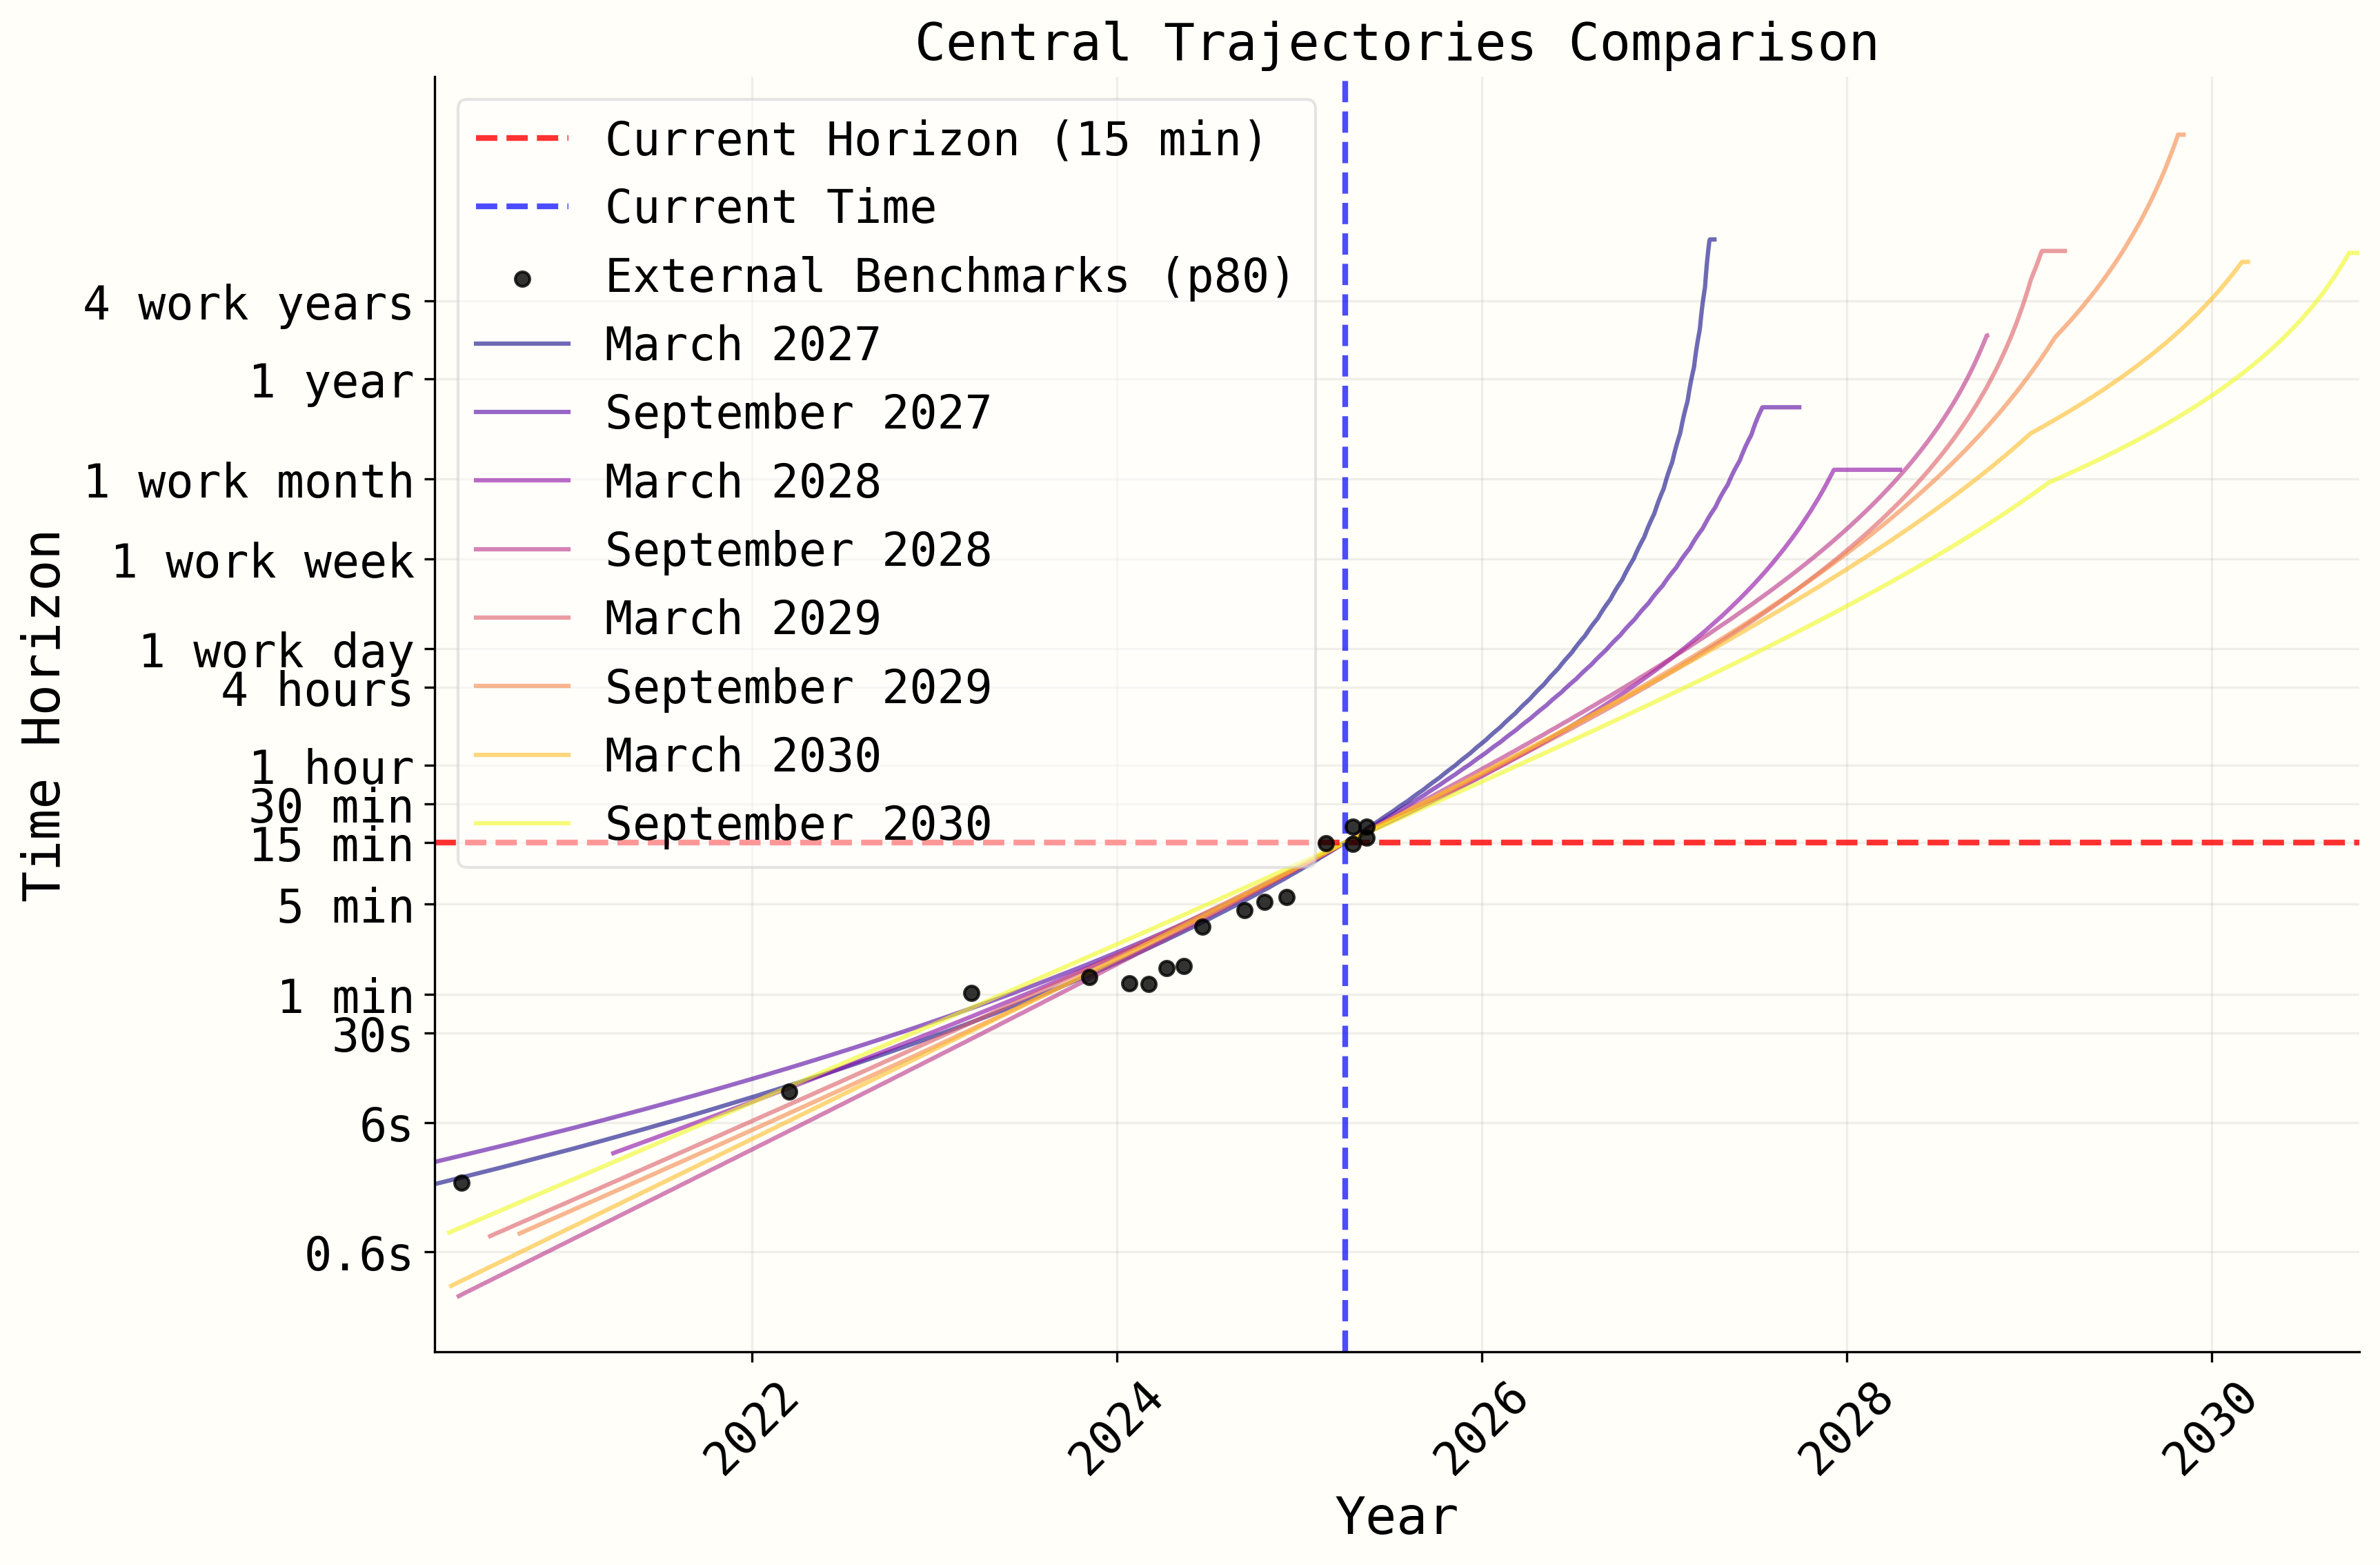 Central Trajectories Comparison
Current Horizon (15 min)
Current Time
External Benchmarks (p80)
March 2027
September 2027
March 2028
September 2028
March 2029
September 2029
March 2030
September 2030
Time Horizon
4 work years
1 year
1 work month
1 work week
1 work day
4 hours
1 hour
30 min
15 min
5 min
1 min
30s
6s
0.6s
2022
2024
2026
2028
2030
Year